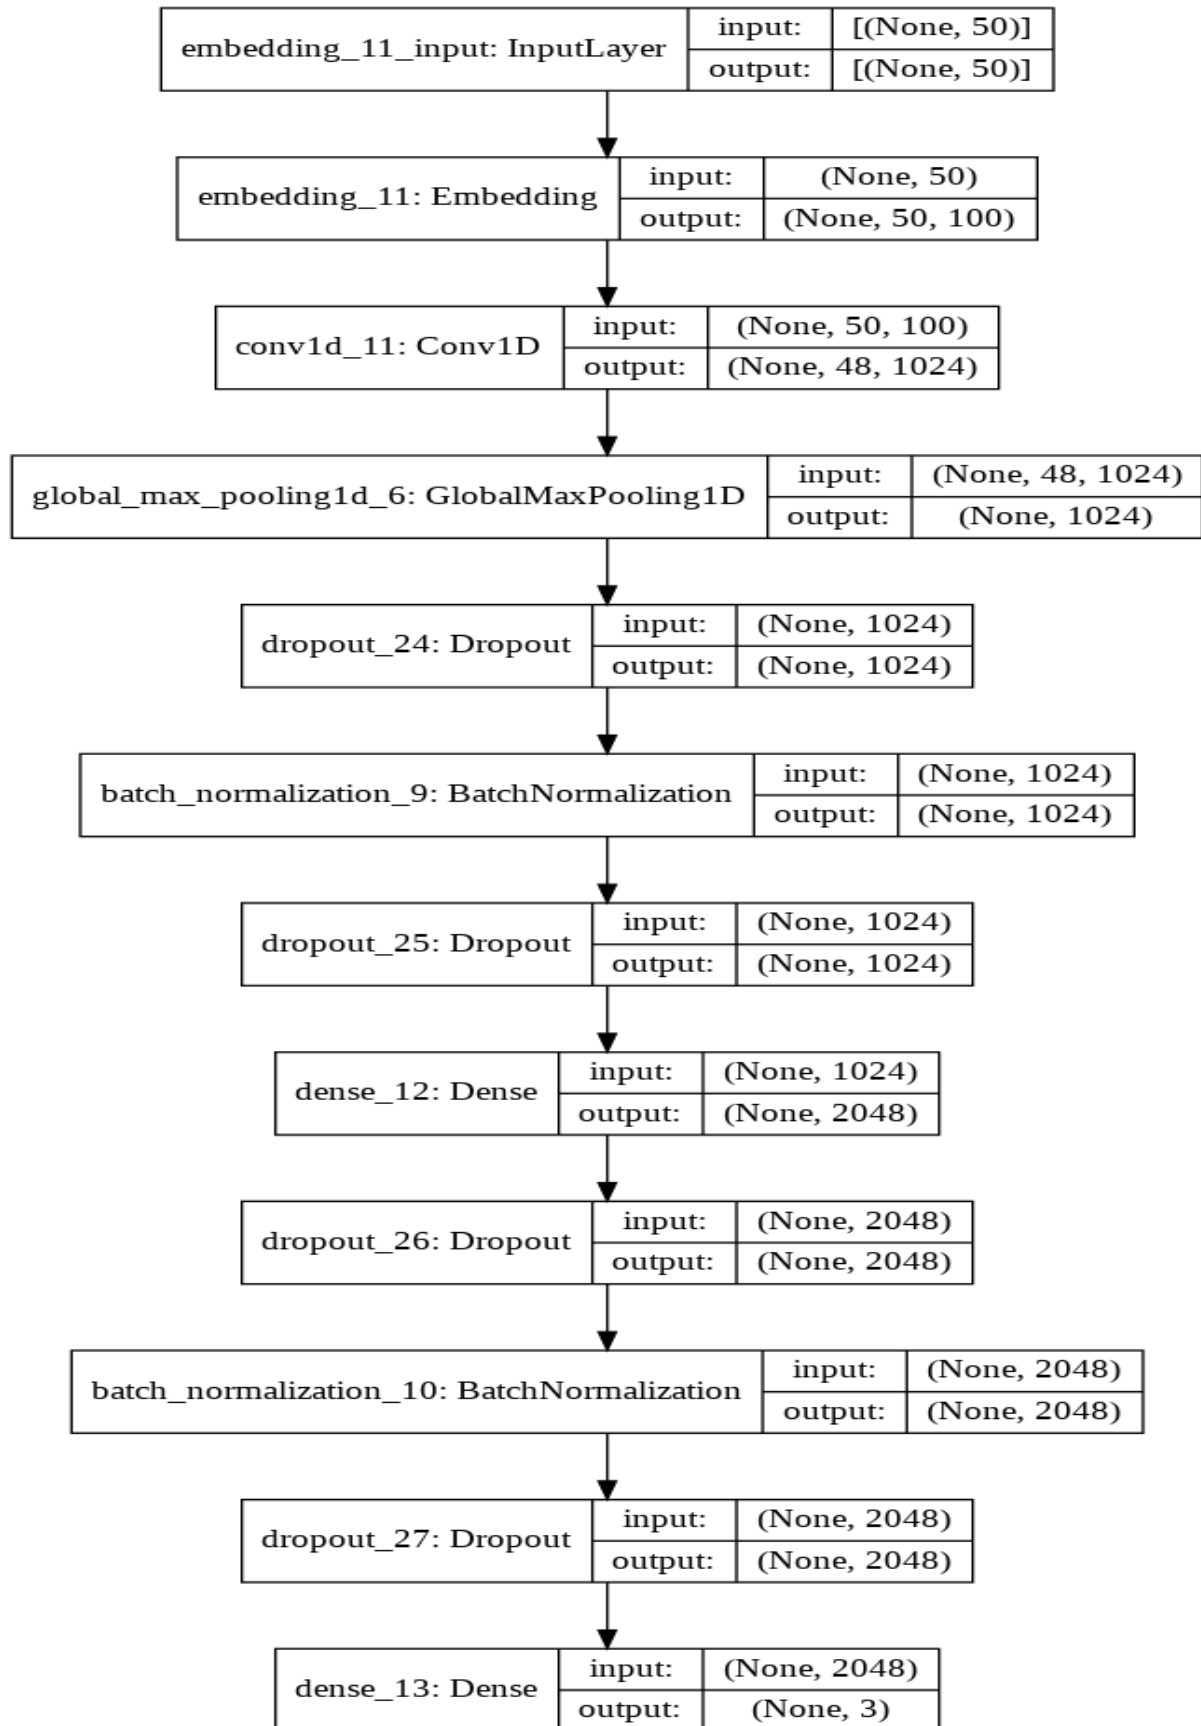 embedding_11_input: InputLayer
input: [(None, 50)]
output: [(None, 50)]
embedding_11: Embedding
input: (None, 50)
output: (None, 50, 100)
conv1d_11: Conv1D
input: (None, 50, 100)
output: (None, 48, 1024)
global_max_pooling1d_6: GlobalMaxPooling1D
input: (None, 48, 1024)
output: (None, 1024)
dropout_24: Dropout
input: (None, 1024)
output: (None, 1024)
batch_normalization_9: BatchNormalization
input: (None, 1024)
output: (None, 1024)
dropout_25: Dropout
input: (None, 1024)
output: (None, 1024)
dense_12: Dense
input: (None, 1024)
output: (None, 2048)
dropout_26: Dropout
input: (None, 2048)
output: (None, 2048)
batch_normalization_10: BatchNormalization
input: (None, 2048)
output: (None, 2048)
dropout_27: Dropout
input: (None, 2048)
output: (None, 2048)
dense_13: Dense
input: (None, 2048)
output: (None, 3)